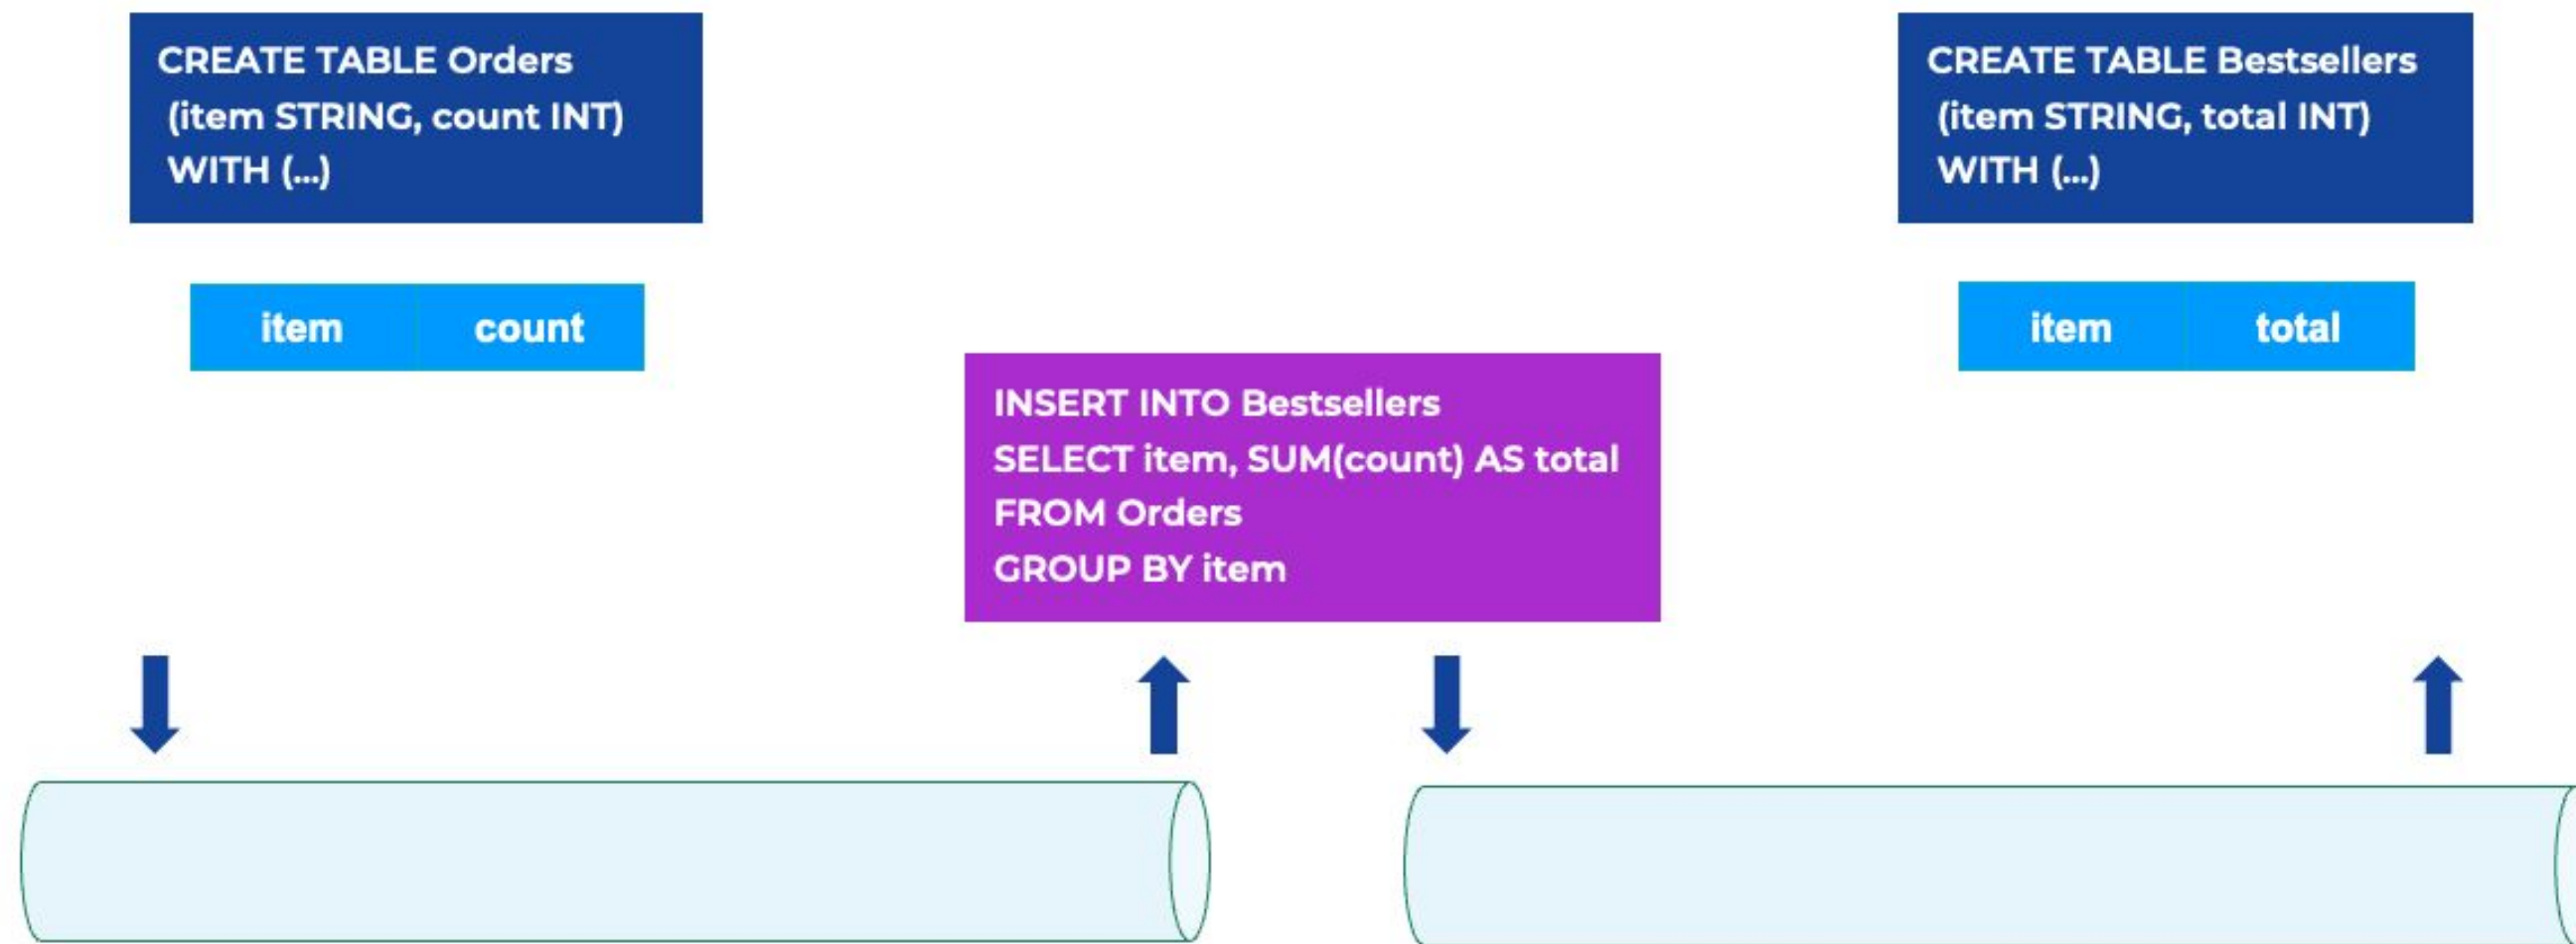 CREATE TABLE Orders
(item STRING, count INT)
WITH (...)
item count
INSERT INTO Bestsellers
SELECT item, SUM(count) AS total
FROM Orders
GROUP BY item
CREATE TABLE Bestsellers
(item STRING, total INT)
WITH (...)
item total